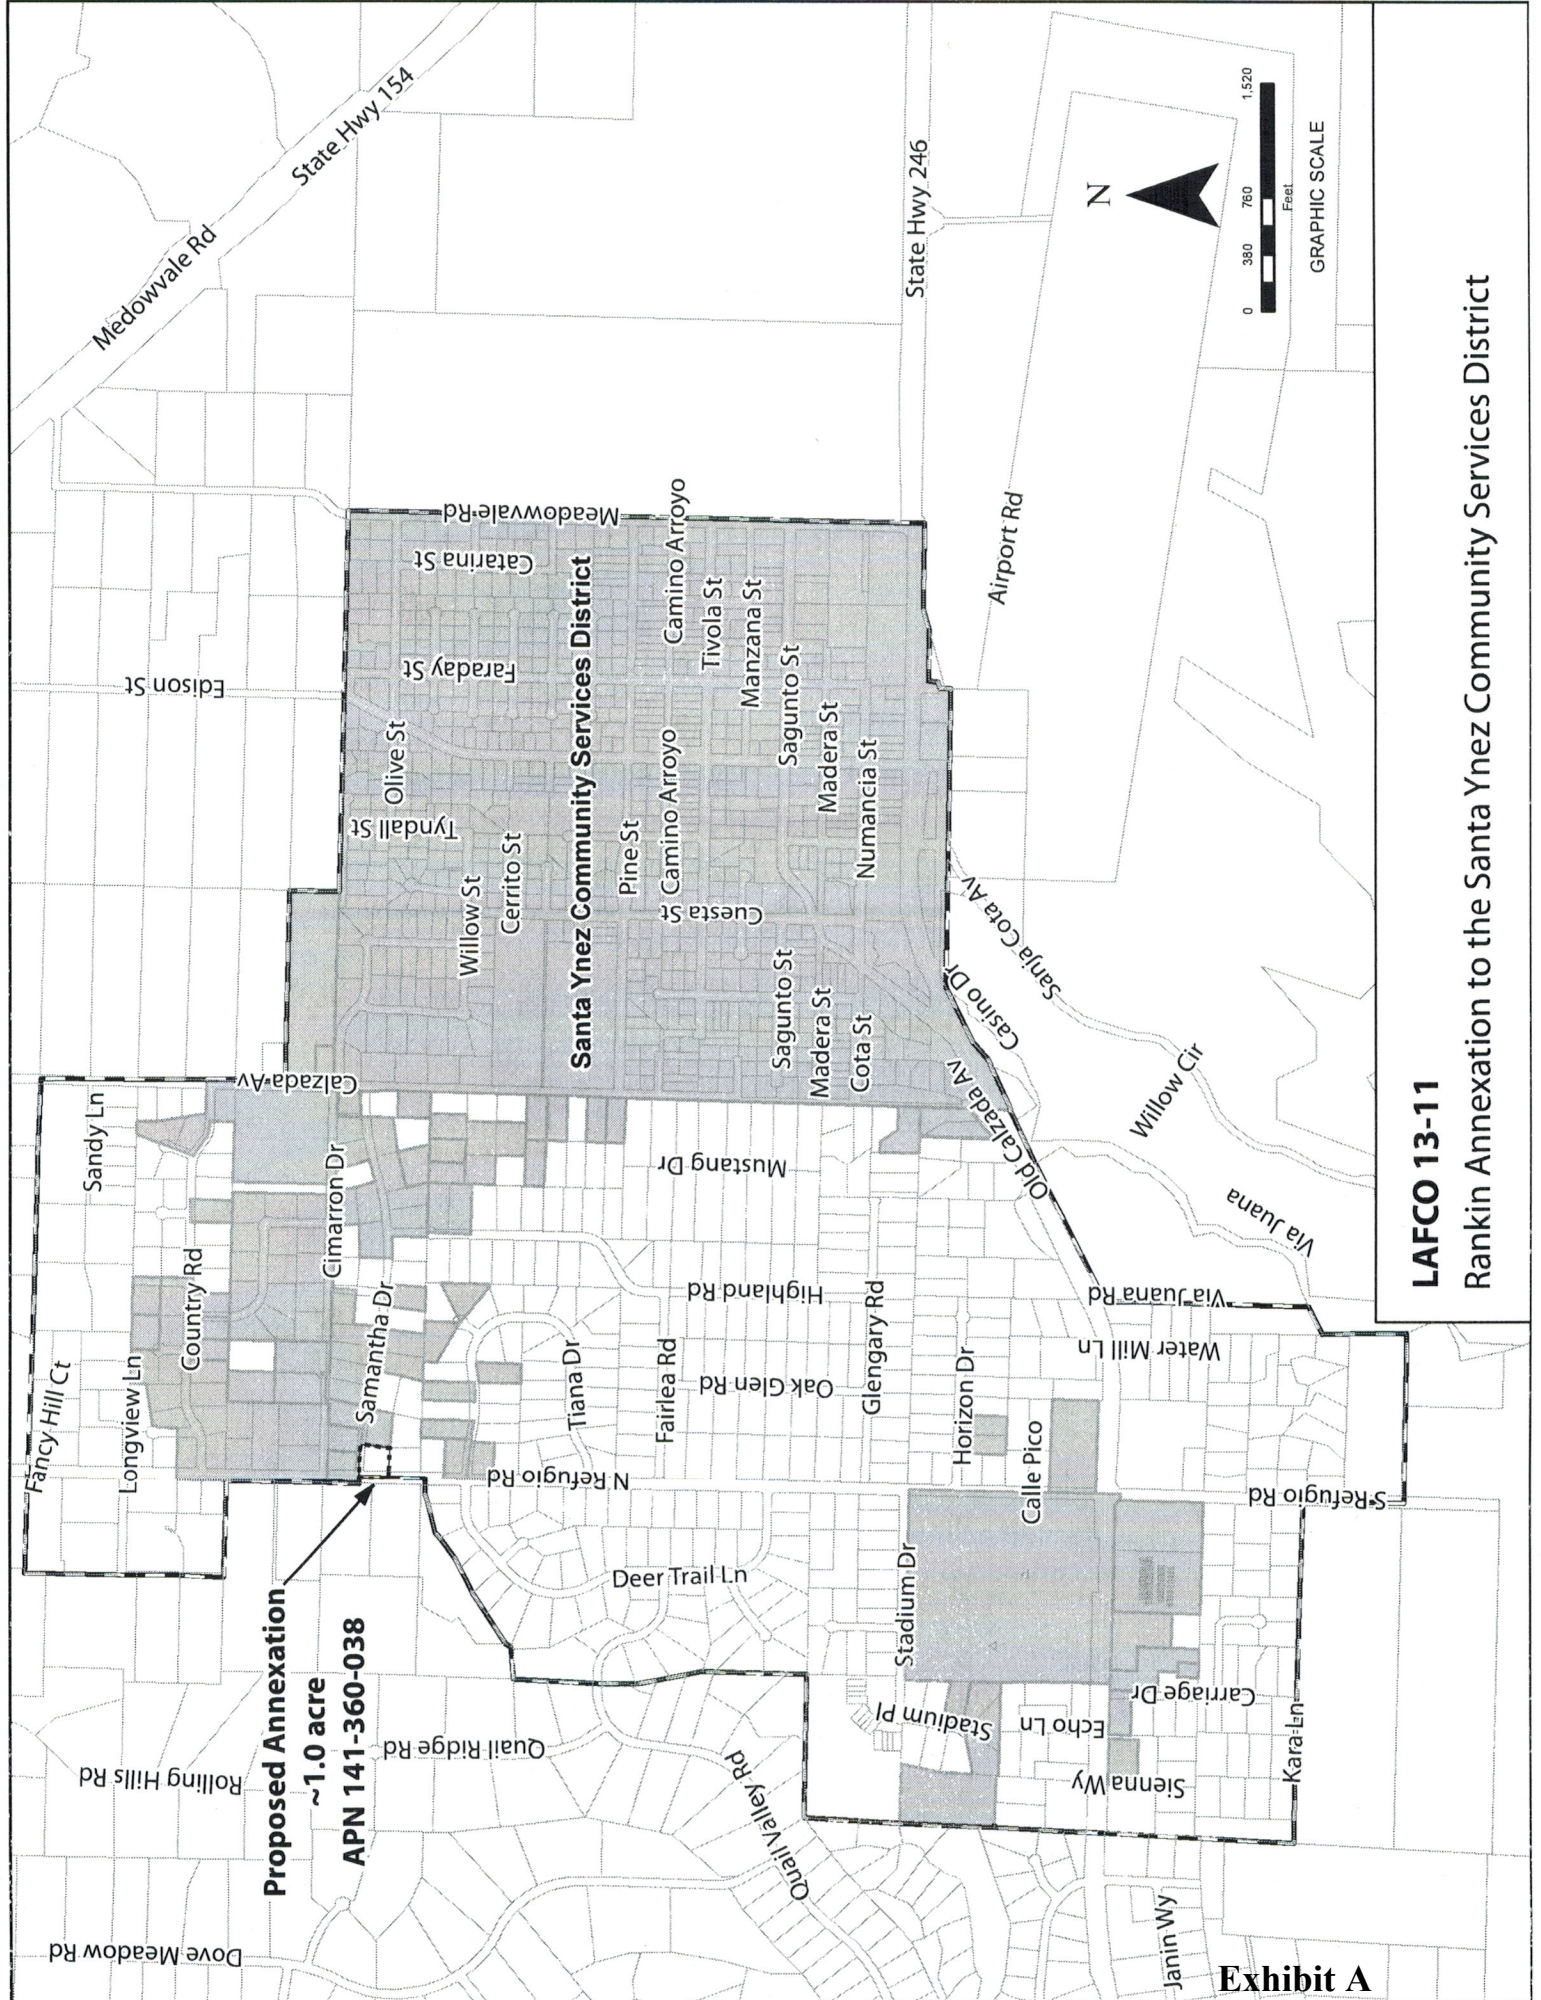 Medowvale Rd
State Hwy 154
Edison St
State Hwy 246
Airport Rd
N
0 380 760 1,520
Feet
GRAPHIC SCALE
Meadowvale Rd
Catarina St
Faraday St
Olive St
Tyndall St
Willow St
Cerrito St
Santa Ynez Community Services District
Pine St
Camino Arroyo
Camino Arroyo
Tivola St
Manzana St
Sagunto St
Madera St
Numancia St
Cuesta St
Sagunto St
Madera St
Cota St
Calzada Av
Old Calzada Av
Casino Dr
Sanja Cota Av
Willow Cir
Via Juana
Via Juana Rd
Water Mill Ln
Sandy Ln
Country Rd
Cimarron Dr
Samantha Dr
Fancy Hill Ct
Longview Ln
Mustang Dr
Highland Rd
Tiana Dr
Fairlea Rd
Oak Glen Rd
Glengary Rd
Horizon Dr
Calle Pico
N Refugio Rd
S Refugio Rd
Deer Trail Ln
Stadium Dr
Stadium Pl
Echo Ln
Carriage Dr
Sienna Wy
Kara Ln
Proposed Annexation
~1.0 acre
APN 141-360-038
Rolling Hills Rd
Quail Ridge Rd
Quail Valley Rd
Dove Meadow Rd
Janin Wy
LAFCO 13-11
Rankin Annexation to the Santa Ynez Community Services District
Exhibit A